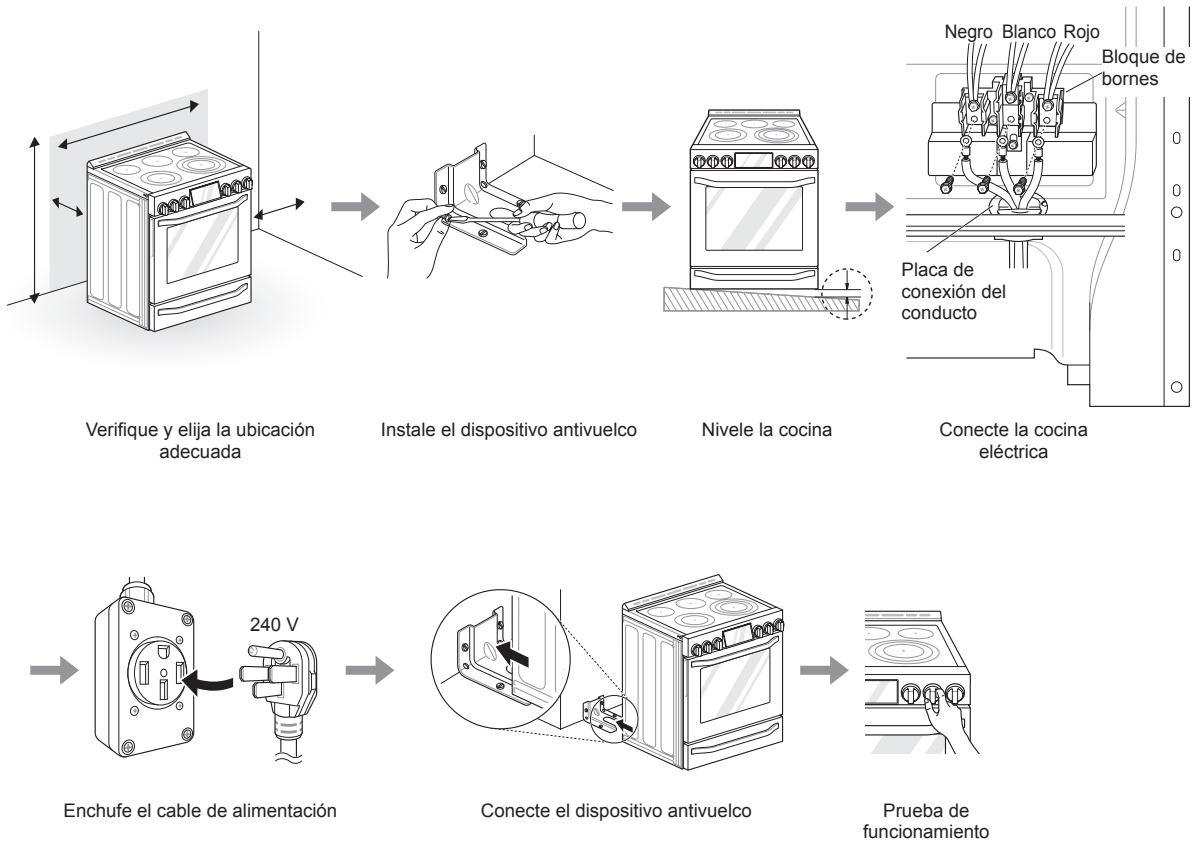 Negro Blanco Rojo
Bloque de
bornes
Placa de
conexión del
conducto
Verifique y elija la ubicación
adecuada
Instale el dispositivo antivuelco
Nivele la cocina
Conecte la cocina
eléctrica
240 V
Enchufe el cable de alimentación
Conecte el dispositivo antivuelco
Prueba de
funcionamiento